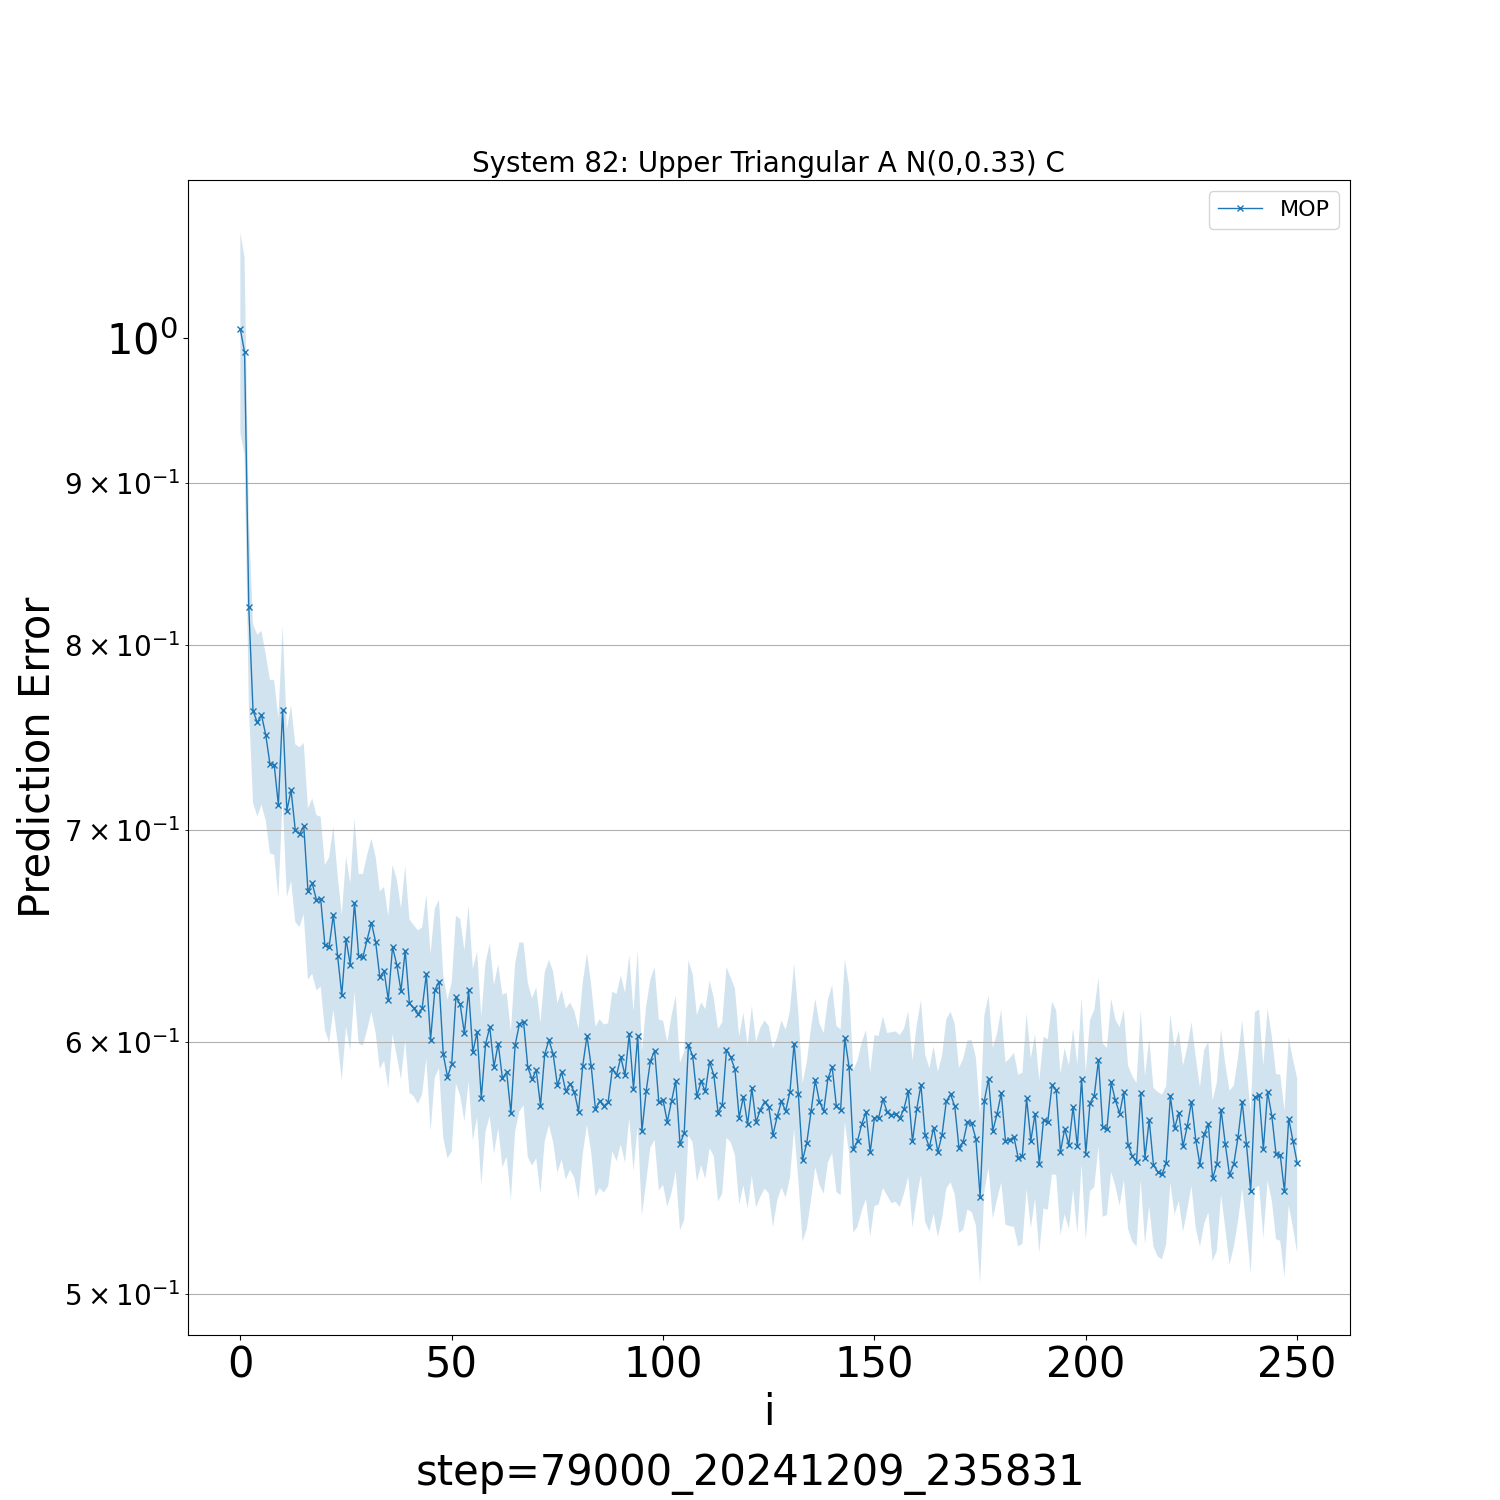 System 82: Upper Triangular A N(0,0.33) C
MOP
10⁰
9 × 10⁻¹
8 × 10⁻¹
7 × 10⁻¹
6 × 10⁻¹
5 × 10⁻¹
Prediction Error
0 50 100 150 200 250
i
step=79000_20241209_235831